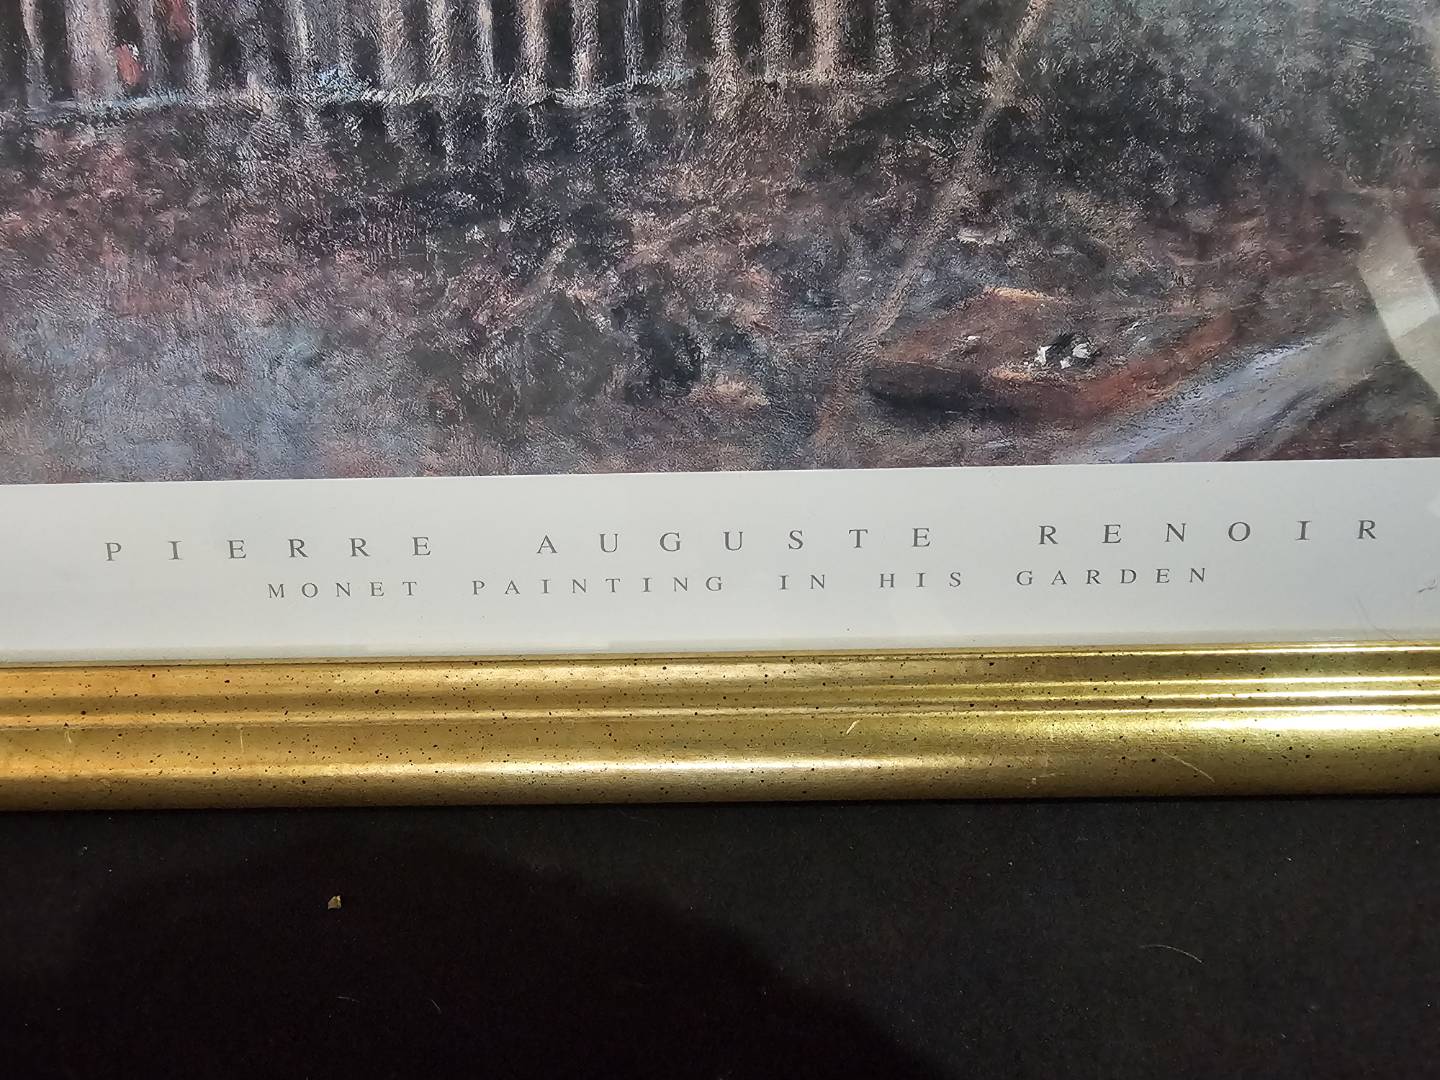 PIERRE AUGUSTE RENOIR
MONET PAINTING IN HIS GARDEN